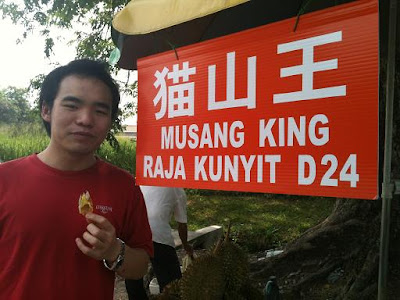 猫山王
MUSANG KING
RAJA KUNYIT D24